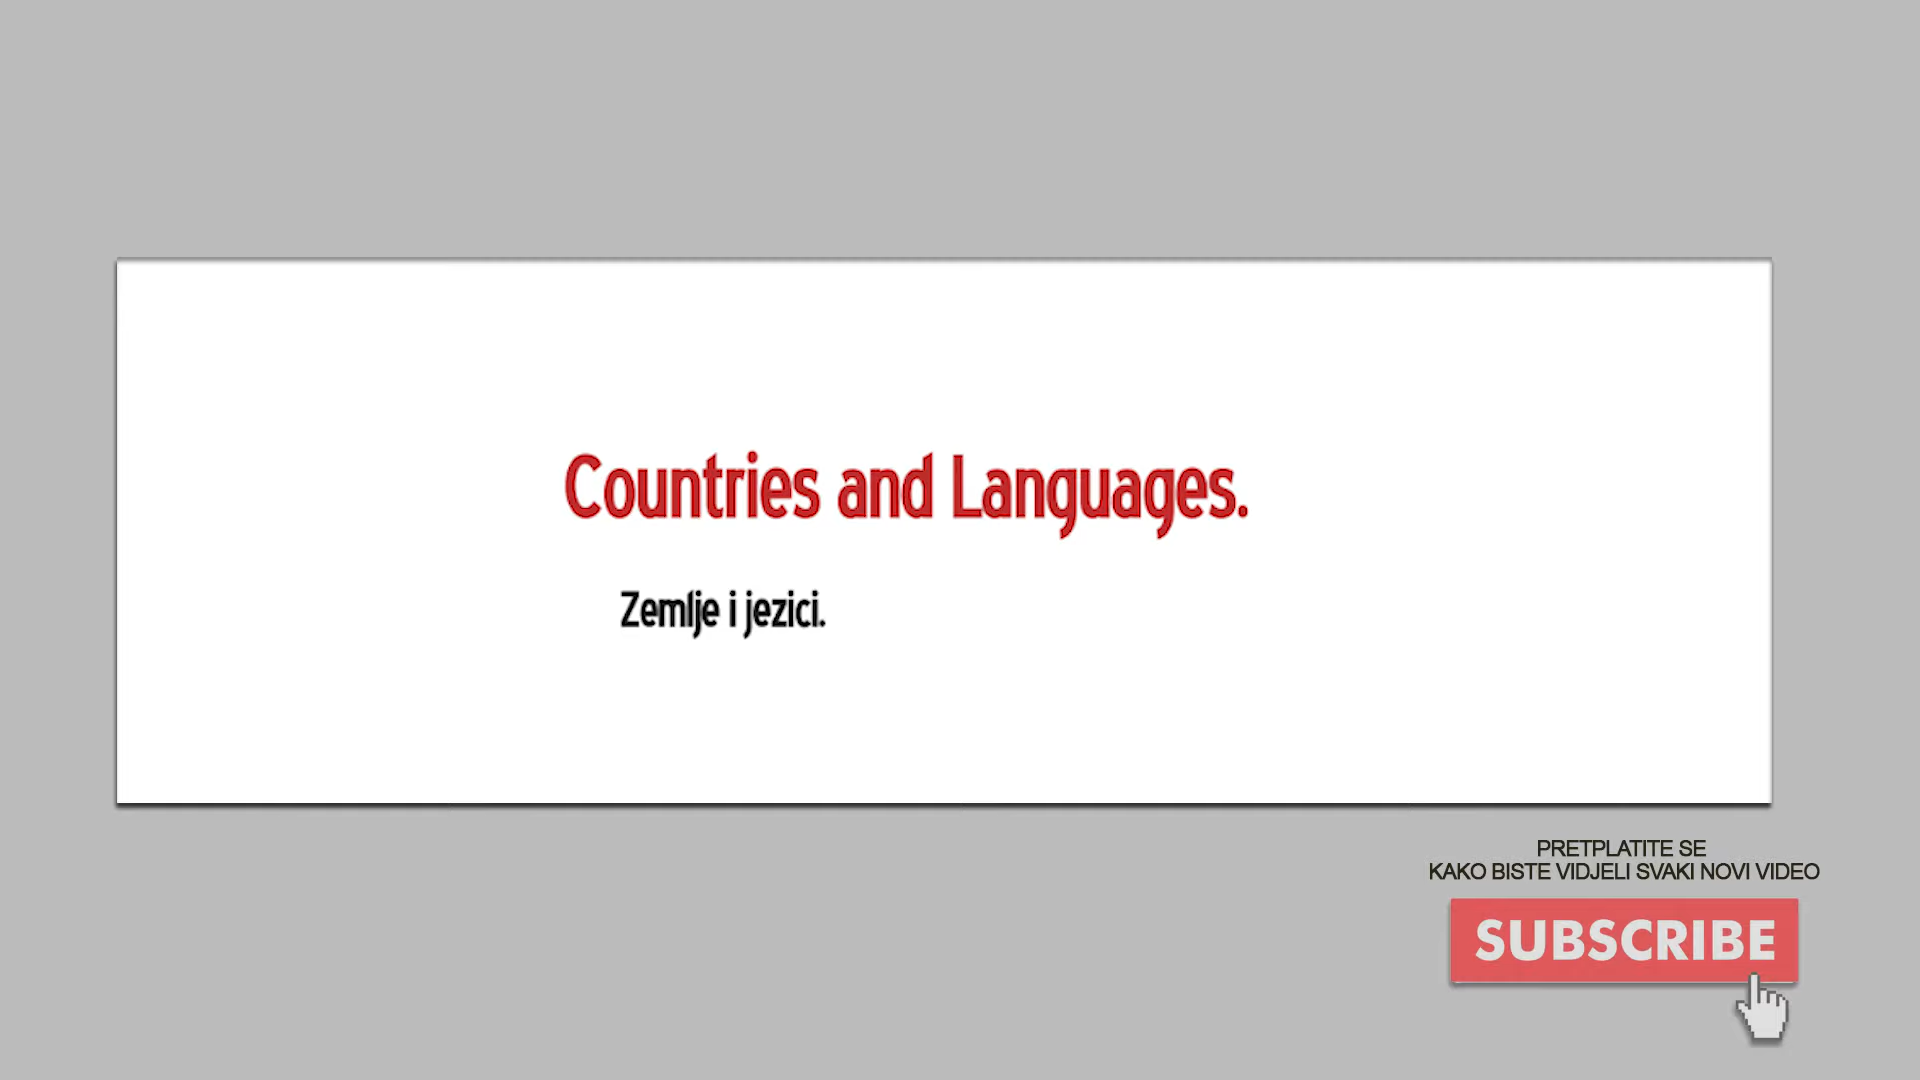 Countries and Languages.
Zemlje i jezici.
PRETPLATITE SE
KAKO BISTE VIDJELI SVAKI NOVI VIDEO
SUBSCRIBE